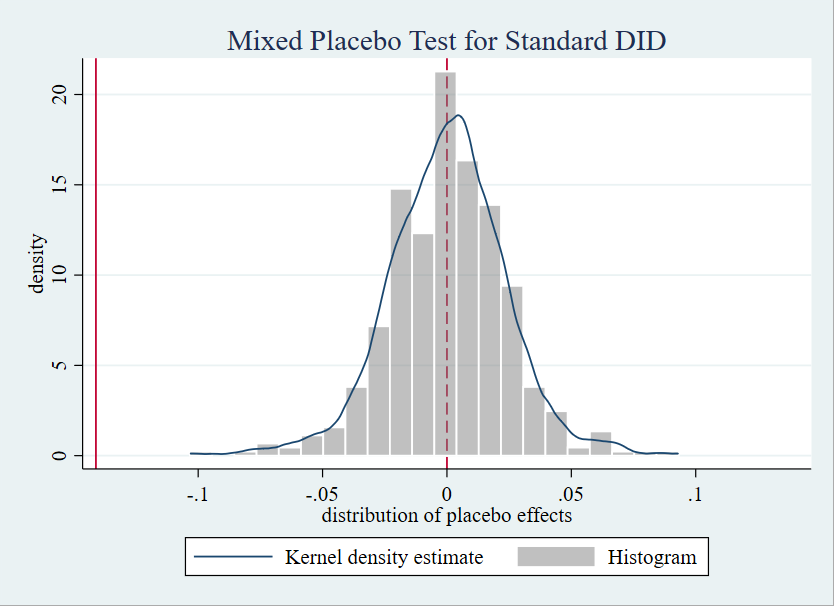 Mixed Placebo Test for Standard DID
20
15
10
5
0
density
-.1
-.05
0
.05
.1
distribution of placebo effects
Kernel density estimate
Histogram